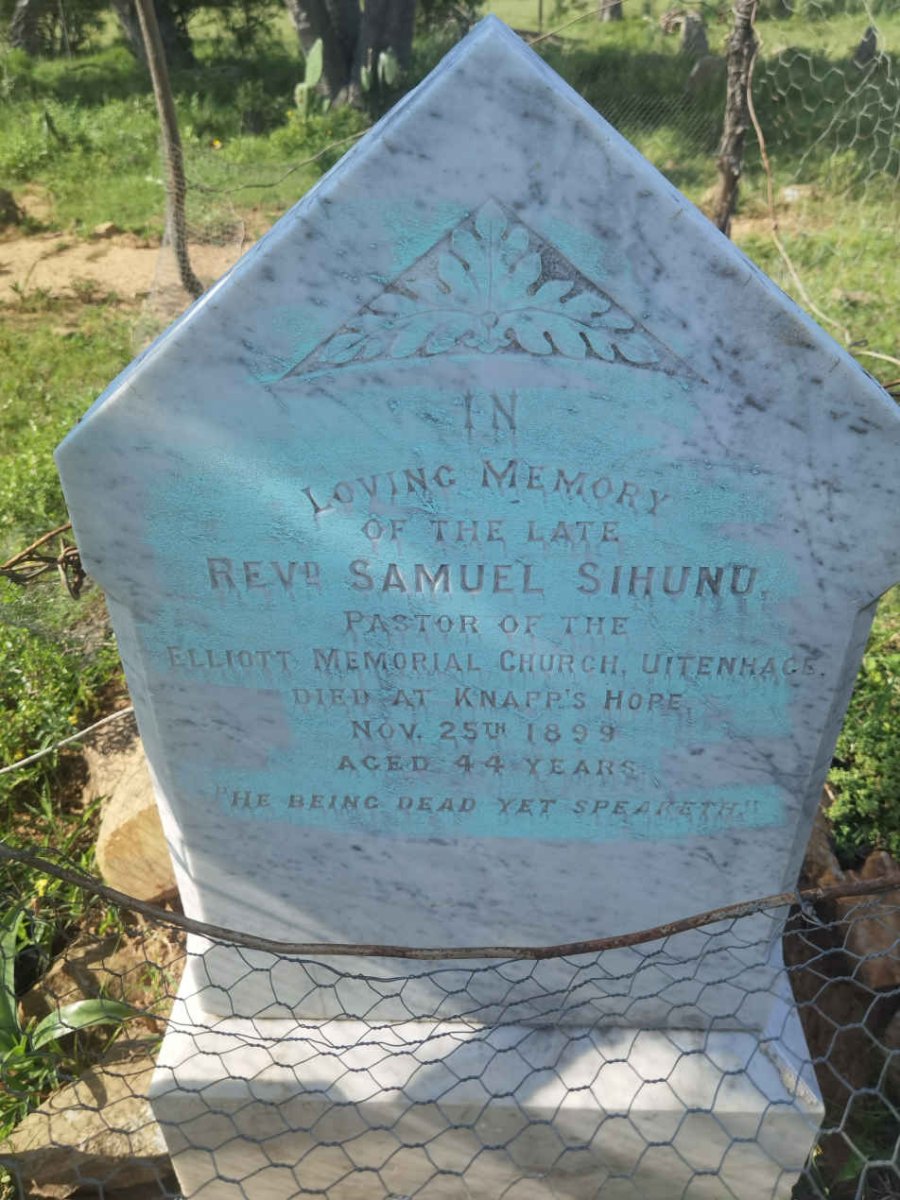 IN
LOVING MEMORY
OF THE LATE
REVD SAMUEL SIHUNU.
PASTOR OF THE
ELLIOTT MEMORIAL CHURCH, UITENHAGE.
DIED AT KNAPP'S HOPE,
NOV. 25TH 1899
AGED 44 YEARS
"HE BEING DEAD YET SPEAKETH."